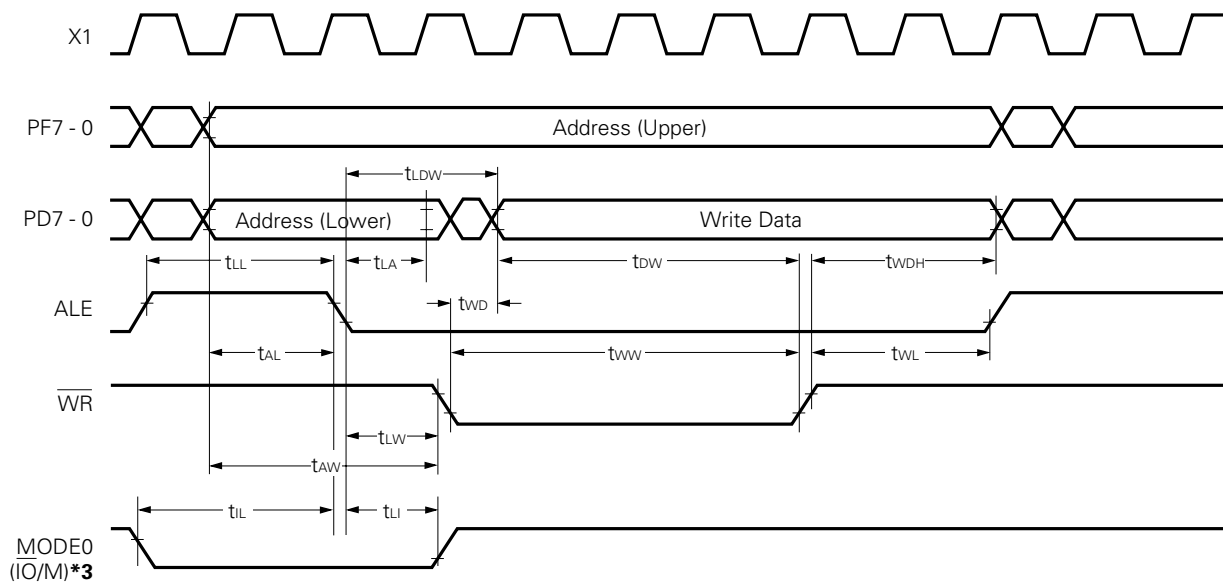 X1
PF7 - 0
Address (Upper)
tLDW
PD7 - 0
Address (Lower)
Write Data
tLL
tLA
tDW
tWDH
ALE
tWD
tAL
tWW
tWL
WR
tLW
tAW
tIL
tLI
MODE0
(IO/M)*3